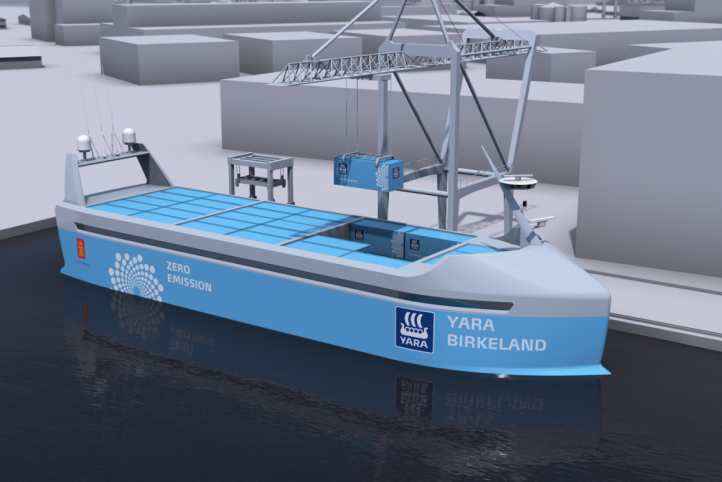 ZERO
EMISSION
YARA
YARA
BIRKELAND